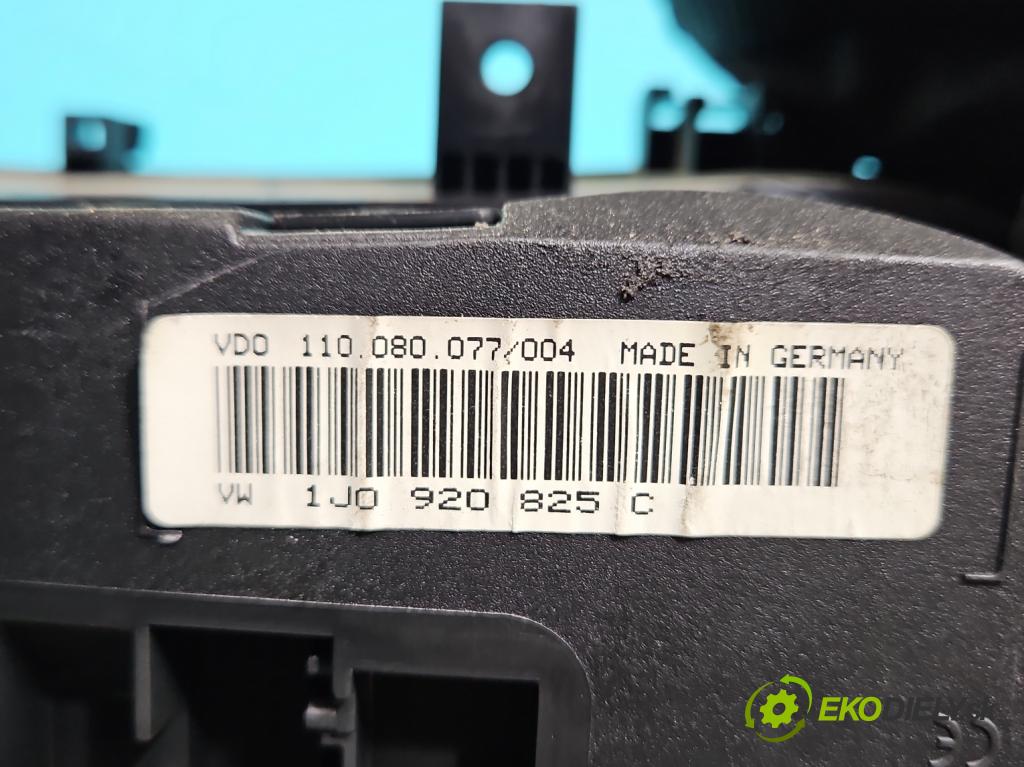 VDO 110.080.077/004 MADE IN GERMANY
VW 1J0 920 825 C
EKODIELY